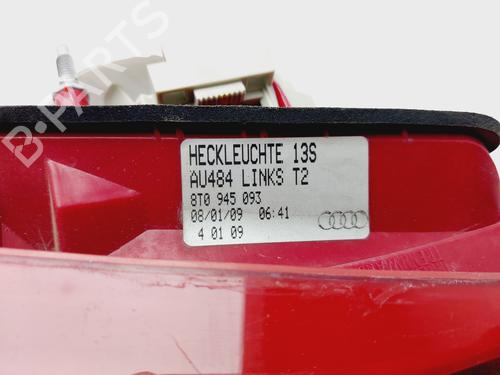 HECKLEUCHTE 13S
AU484 LINKS T2
8T0 945 093
08/01/09 06:41
4 01 09
B-PARTS